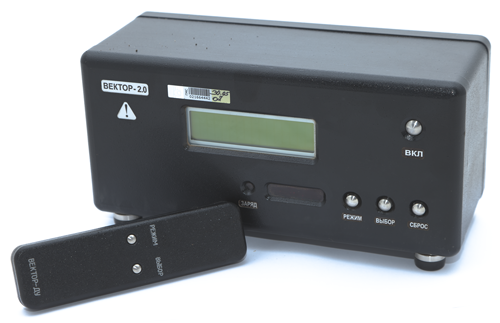 ВЕКТОР - 2.0
ВКЛ
ЗАРЯД
РЕЖИМ
ВЫБОР
СБРОС
РЕЖИМ
ВЫБОР
ВЕКТОР-ДУ